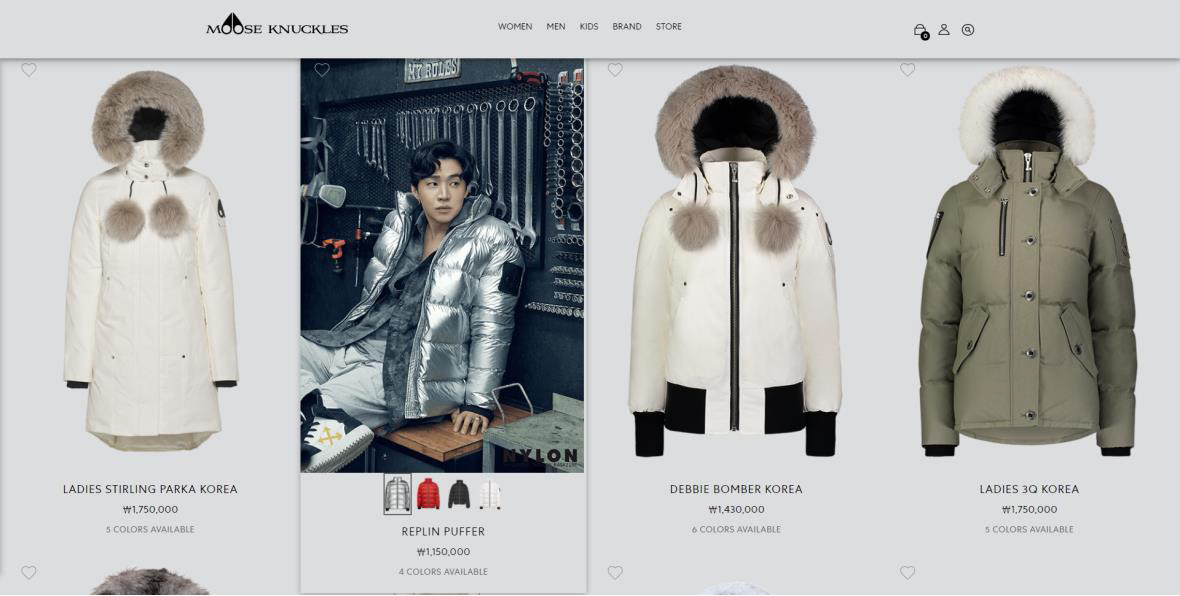 MOOSE KNUCKLES
WOMEN MEN KIDS BRAND STORE
0
MY RULES
NYLON
LADIES STIRLING PARKA KOREA
₩1,750,000
5 COLORS AVAILABLE
REPLIN PUFFER
₩1,150,000
4 COLORS AVAILABLE
DEBBIE BOMBER KOREA
₩1,430,000
6 COLORS AVAILABLE
LADIES 3Q KOREA
₩1,750,000
5 COLORS AVAILABLE